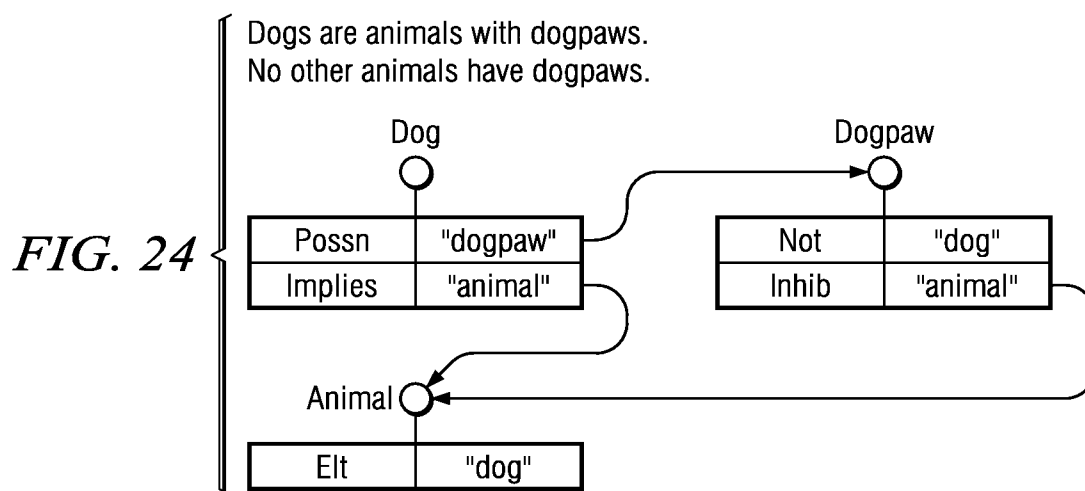 Dogs are animals with dogpaws.
No other animals have dogpaws.
Dog
Dogpaw
FIG. 24
Possn "dogpaw"
Implies "animal"
Not "dog"
Inhib "animal"
Animal
Elt "dog"